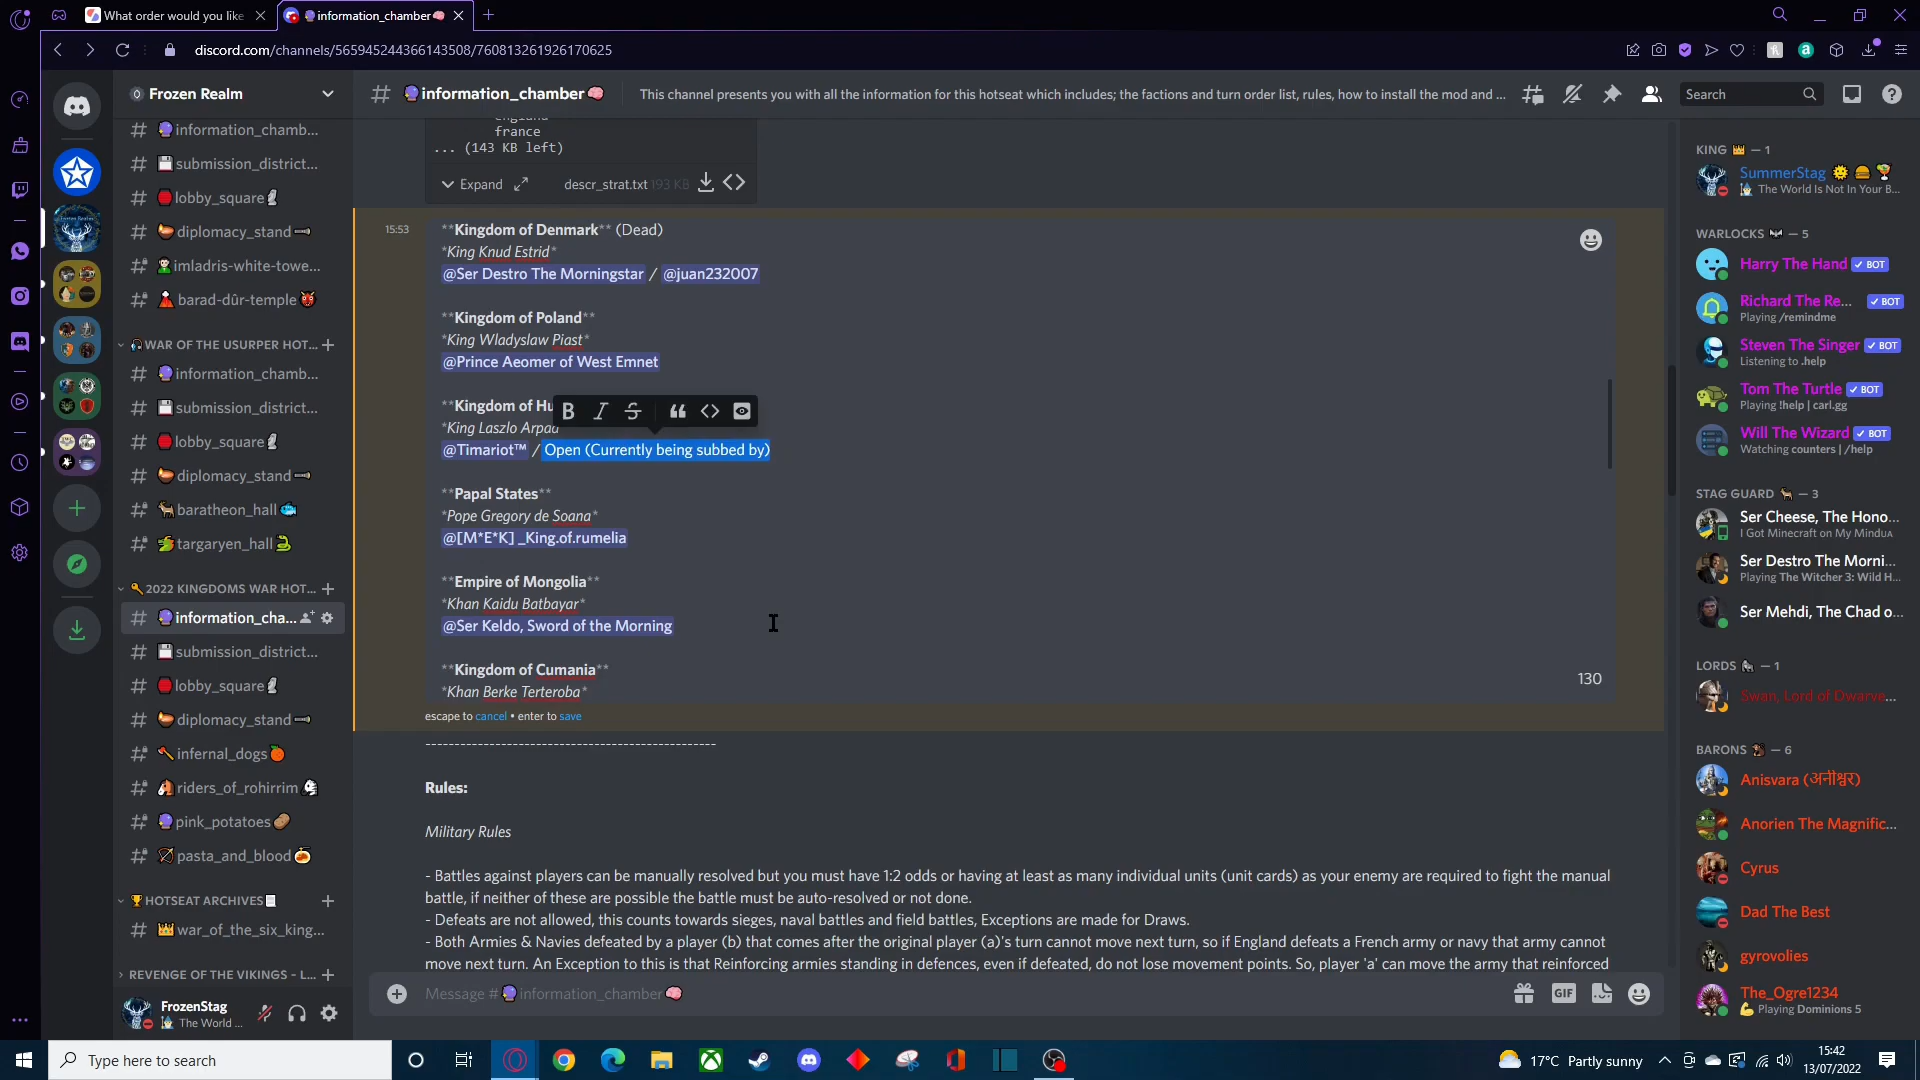 What order would you like
information_chamber
discord.com/channels/565945244366143508/760813261926170625
Frozen Realm
information_chamb...
submission_district...
lobby_square
diplomacy_stand
imladris-white-towe...
barad-dûr-temple
WAR OF THE USURPER HOT...
information_chamb...
submission_district...
lobby_square
diplomacy_stand
baratheon_hall
targaryen_hall
2022 KINGDOMS WAR HOT...
information_cha...
submission_district...
lobby_square
diplomacy_stand
infernal_dogs
riders_of_rohirrim
pink_potatoes
pasta_and_blood
HOTSEAT ARCHIVES
war_of_the_six_king...
REVENGE OF THE VIKINGS - L...
FrozenStag
The World ...
information_chamber
This channel presents you with all the information for this hotseat which includes; the factions and turn order list, rules, how to install the mod and ...
Search
england
france
... (143 KB left)
Expand
descr_strat.txt 193 KB
15:53
**Kingdom of Denmark** (Dead)
*King Knud Estrid*
@Ser Destro The Morningstar / @juan232007
**Kingdom of Poland**
*King Wladyslaw Piast*
@Prince Aeomer of West Emnet
**Kingdom of Hu
*King Laszlo Arpad
@Timariot™ / Open (Currently being subbed by)
**Papal States**
*Pope Gregory de Soana*
@[M*E*K] _King.of.rumelia
**Empire of Mongolia**
*Khan Kaidu Batbayar*
@Ser Keldo, Sword of the Morning
**Kingdom of Cumania**
*Khan Berke Terteroba*
130
escape to cancel • enter to save
--------------------------------------------------
Rules:
Military Rules
- Battles against players can be manually resolved but you must have 1:2 odds or having at least as many individual units (unit cards) as your enemy are required to fight the manual
battle, if neither of these are possible the battle must be auto-resolved or not done.
- Defeats are not allowed, this counts towards sieges, naval battles and field battles, Exceptions are made for Draws.
- Both Armies & Navies defeated by a player (b) that comes after the original player (a)'s turn cannot move next turn, so if England defeats a French army or navy that army cannot
move next turn. An Exception to this is that Reinforcing armies standing in defences, even if defeated, do not lose movement points. So, player 'a' can move the army that reinforced
Message # information_chamber
GIF
KING — 1
SummerStag
The World Is Not In Your B...
WARLOCKS — 5
Harry The Hand ✓ BOT
Richard The Re... ✓ BOT
Playing /remindme
Steven The Singer ✓ BOT
Listening to .help
Tom The Turtle ✓ BOT
Playing !help | carl.gg
Will The Wizard ✓ BOT
Watching counters | /help
STAG GUARD — 3
Ser Cheese, The Hono...
I Got Minecraft on My Mindua
Ser Destro The Morni...
Playing The Witcher 3: Wild H...
Ser Mehdi, The Chad o...
LORDS — 1
Swan, Lord of Dwarve...
BARONS — 6
Anisvara (अनीश्वर)
Anorien The Magnific...
Cyrus
Dad The Best
gyrovolies
The_Ogre1234
Playing Dominions 5
Type here to search
17°C Partly sunny
15:42
13/07/2022